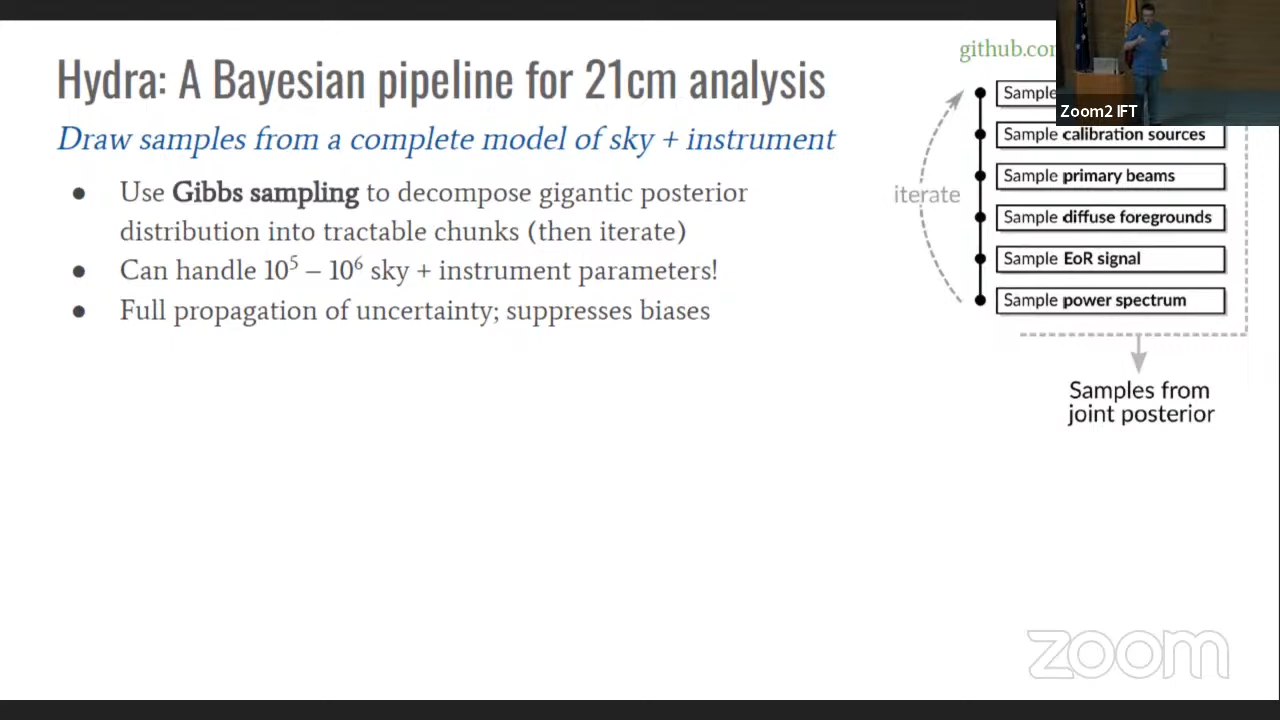 Hydra: A Bayesian pipeline for 21cm analysis
Draw samples from a complete model of sky + instrument
● Use Gibbs sampling to decompose gigantic posterior
distribution into tractable chunks (then iterate)
● Can handle 10⁵ – 10⁶ sky + instrument parameters!
● Full propagation of uncertainty; suppresses biases
Zoom2 IFT
iterate
Sample
Sample calibration sources
Sample primary beams
Sample diffuse foregrounds
Sample EoR signal
Sample power spectrum
Samples from
joint posterior
zoom